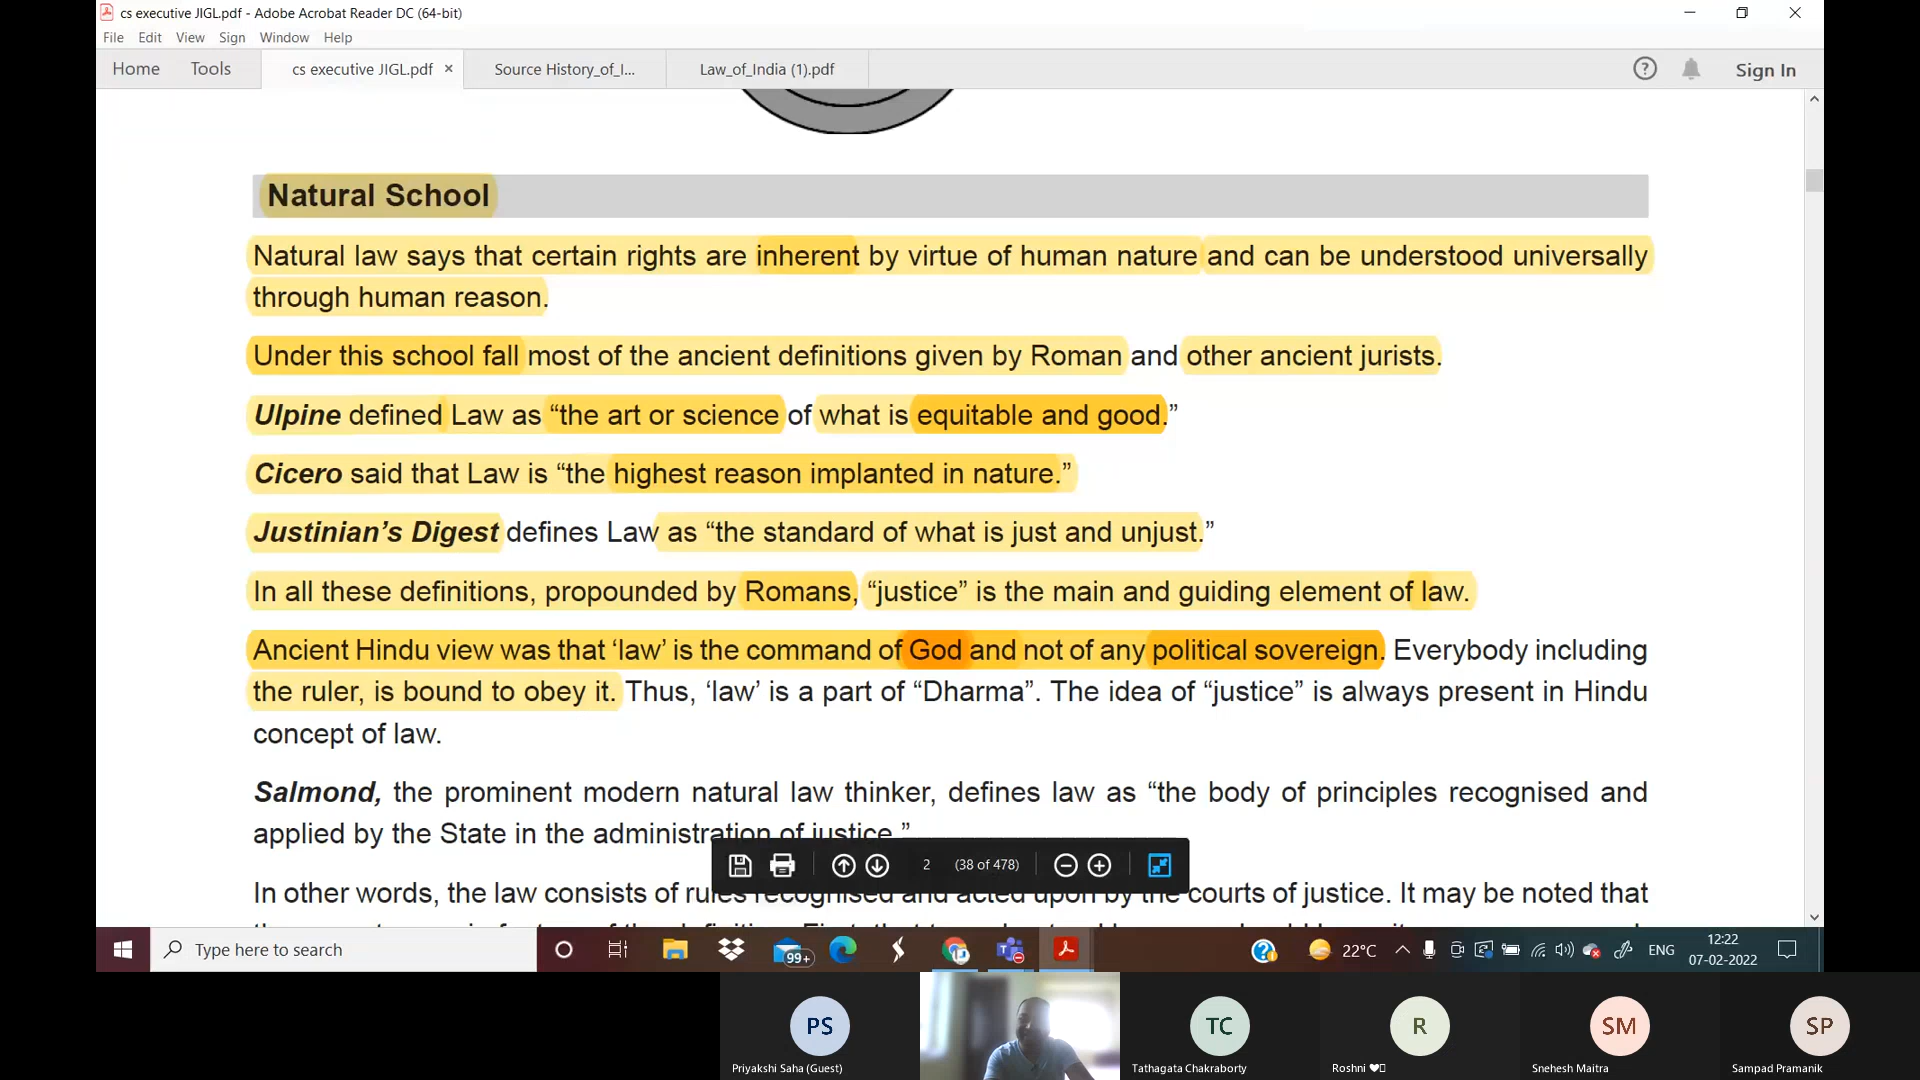 cs executive JIGL.pdf - Adobe Acrobat Reader DC (64-bit)
File Edit View Sign Window Help
Home Tools cs executive JIGL.pdf × Source History_of_I... Law_of_India (1).pdf Sign In
Natural School
Natural law says that certain rights are inherent by virtue of human nature and can be understood universally
through human reason.
Under this school fall most of the ancient definitions given by Roman and other ancient jurists.
Ulpine defined Law as “the art or science of what is equitable and good.”
Cicero said that Law is “the highest reason implanted in nature.”
Justinian’s Digest defines Law as “the standard of what is just and unjust.”
In all these definitions, propounded by Romans, “justice” is the main and guiding element of law.
Ancient Hindu view was that ‘law’ is the command of God and not of any political sovereign. Everybody including
the ruler, is bound to obey it. Thus, ‘law’ is a part of “Dharma”. The idea of “justice” is always present in Hindu
concept of law.
Salmond, the prominent modern natural law thinker, defines law as “the body of principles recognised and
applied by the State in the administration of justice.”
2 (38 of 478)
In other words, the law consists of rules recognised and acted upon by the courts of justice. It may be noted that
Type here to search 99+ 22°C ENG 12:22
07-02-2022
PS TC R SM SP
Priyakshi Saha (Guest) Tathagata Chakraborty Roshni Snehesh Maitra Sampad Pramanik